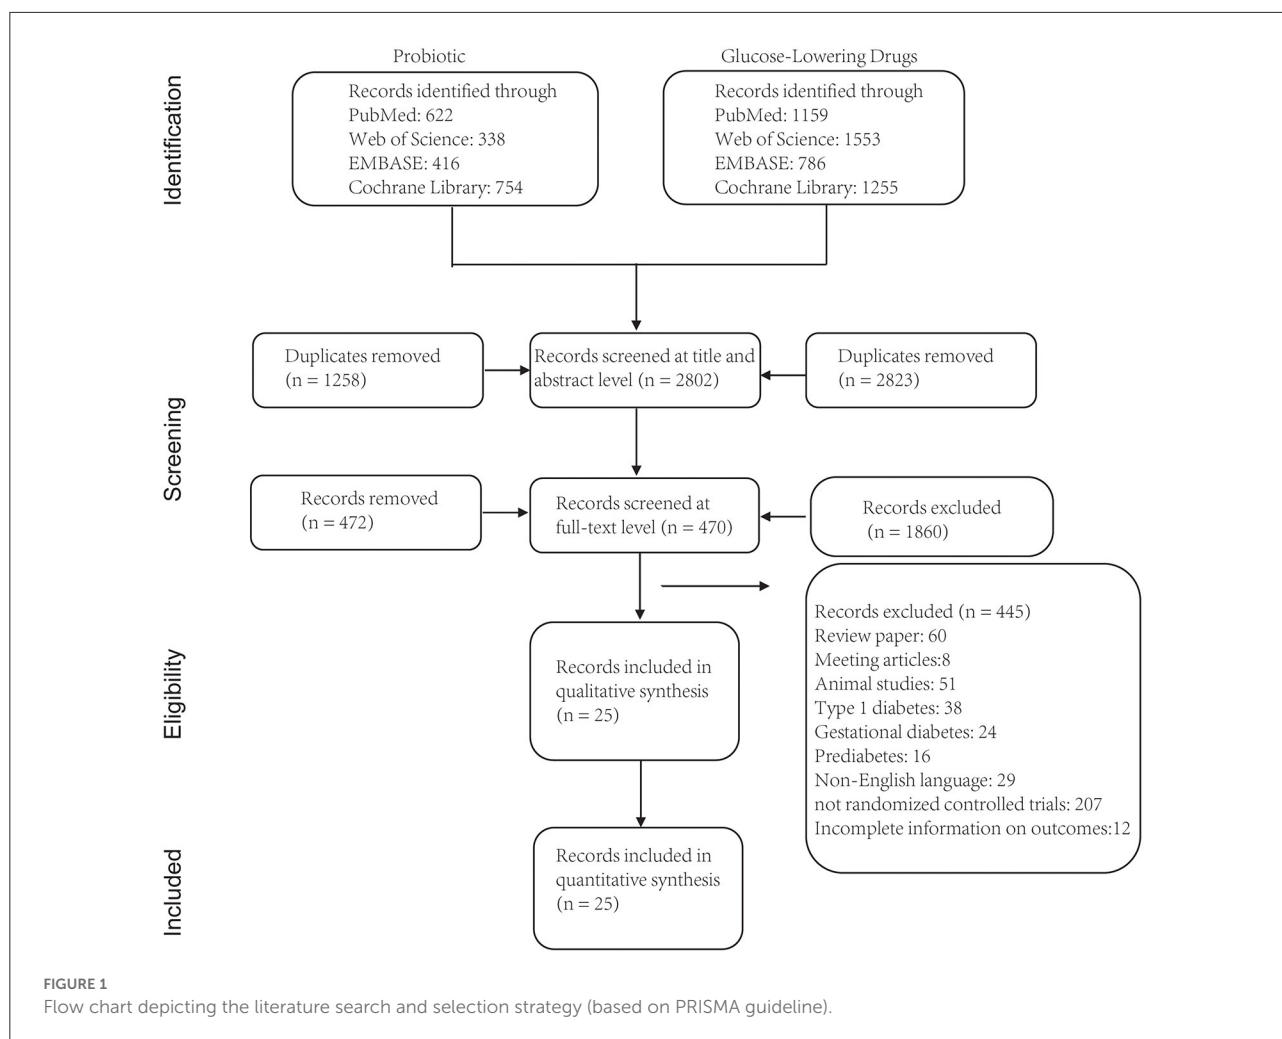 Identification
Probiotic
Records identified through
PubMed: 622
Web of Science: 338
EMBASE: 416
Cochrane Library: 754
Glucose-Lowering Drugs
Records identified through
PubMed: 1159
Web of Science: 1553
EMBASE: 786
Cochrane Library: 1255
Screening
Duplicates removed
(n = 1258)
Records screened at title and
abstract level (n = 2802)
Duplicates removed
(n = 2823)
Records removed
(n = 472)
Records screened at
full-text level (n = 470)
Records excluded
(n = 1860)
Eligibility
Records included in
qualitative synthesis
(n = 25)
Records excluded (n = 445)
Review paper: 60
Meeting articles:8
Animal studies: 51
Type 1 diabetes: 38
Gestational diabetes: 24
Prediabetes: 16
Non-English language: 29
not randomized controlled trials: 207
Incomplete information on outcomes:12
Included
Records included in
quantitative synthesis
(n = 25)
FIGURE 1
Flow chart depicting the literature search and selection strategy (based on PRISMA guideline).